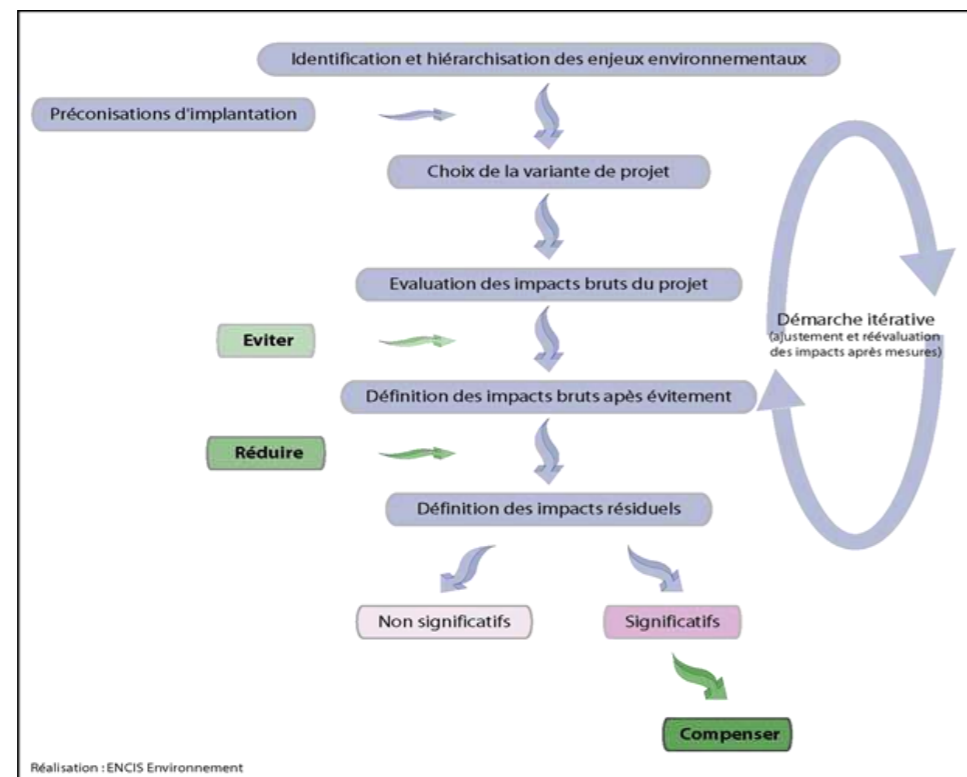 Identification et hiérarchisation des enjeux environnementaux
Préconisations d'implantation
Choix de la variante de projet
Evaluation des impacts bruts du projet
Eviter
Démarche itérative
(ajustement et réévaluation
des impacts après mesures)
Définition des impacts bruts apès évitement
Réduire
Définition des impacts résiduels
Non significatifs
Significatifs
Compenser
Réalisation : ENCIS Environnement